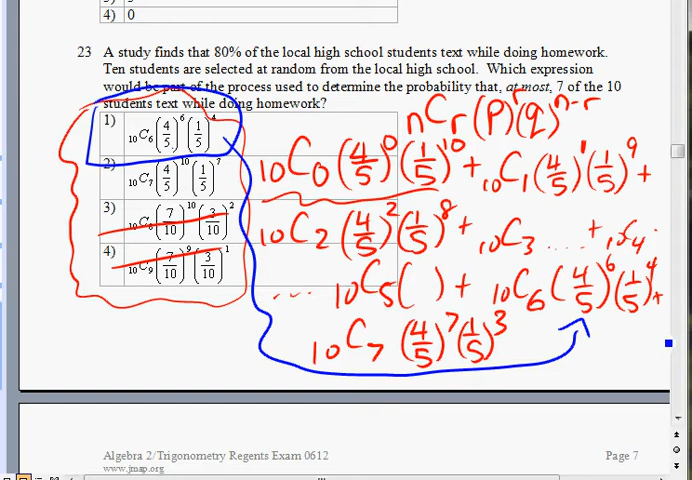 4) 0
23 A study finds that 80% of the local high school students text while doing homework.
Ten students are selected at random from the local high school. Which expression
would be part of the process used to determine the probability that, at most, 7 of the 10
students text while doing homework?
1) ₁₀C₆(4/5)⁶(1/5)⁴
2) ₁₀C₇(4/5)¹⁰(1/5)⁷
3) ₁₀C₈(7/10)¹⁰(3/10)²
4) ₁₀C₉(7/10)⁹(3/10)¹
nCr(p)ʳ(q)ⁿ⁻ʳ
₁₀C₀(4/5)⁰(1/5)¹⁰ + ₁₀C₁(4/5)¹(1/5)⁹ +
₁₀C₂(4/5)²(1/5)⁸ + ₁₀C₃ .... + ₁₀C₄ .
... ₁₀C₅( ) + ₁₀C₆(4/5)⁶(1/5)⁴ +
₁₀C₇(4/5)⁷(1/5)³
Algebra 2/Trigonometry Regents Exam 0612
Page 7
www.jmap.org